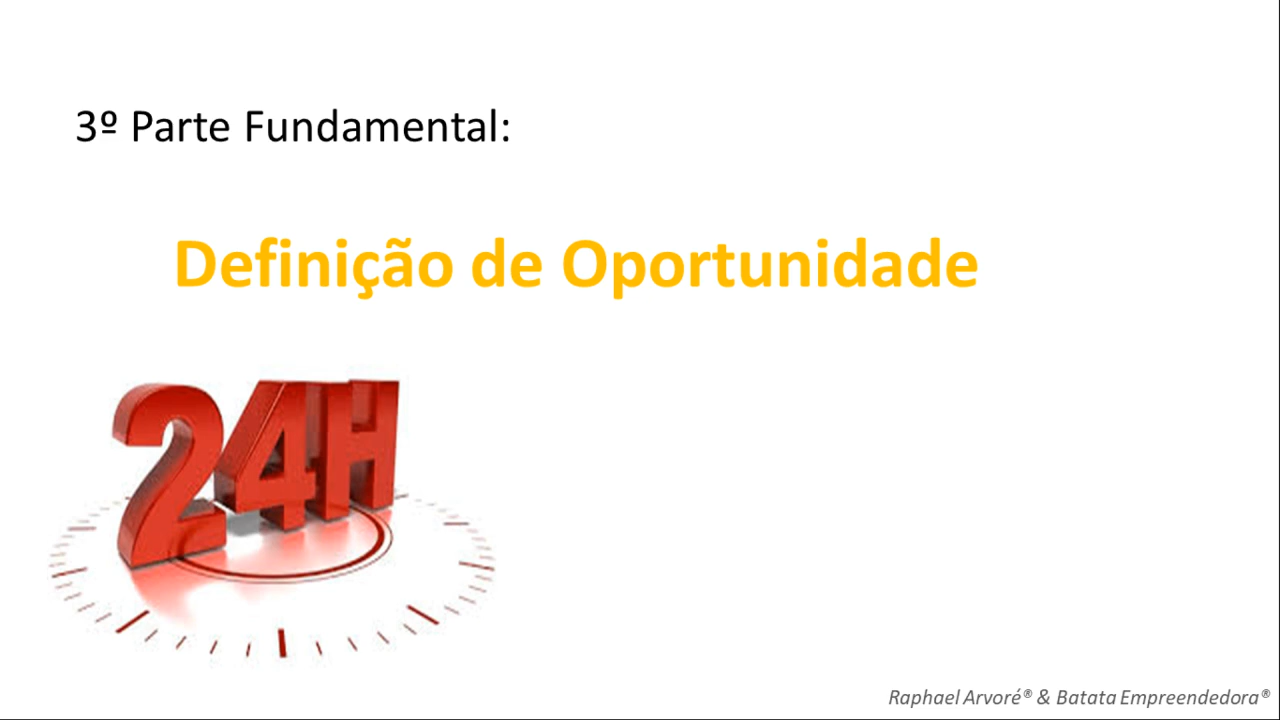 3º Parte Fundamental:
Definição de Oportunidade
24H
Raphael Arvoré® & Batata Empreendedora®